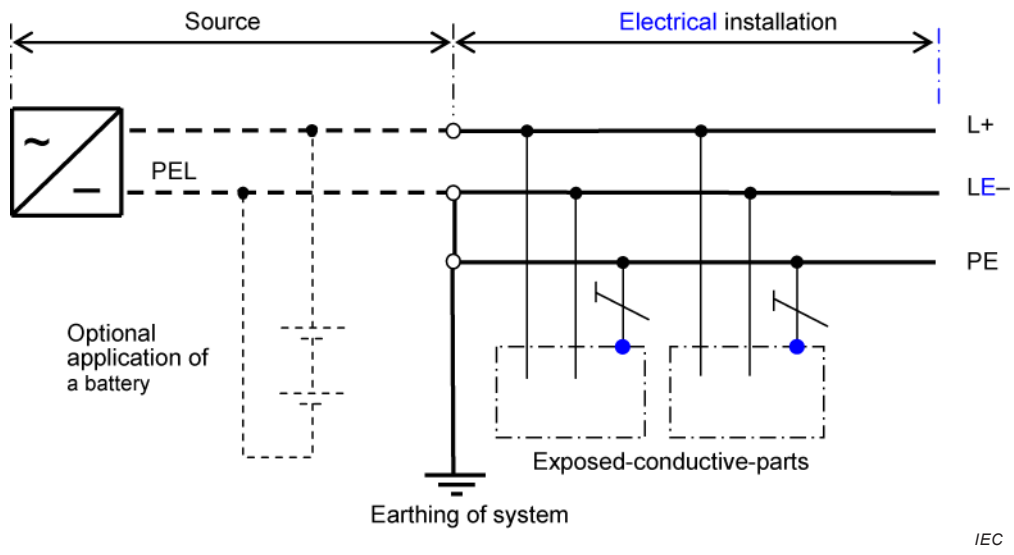 Source
Electrical installation
~
–
PEL
L+
LE–
PE
Optional
application of
a battery
Exposed-conductive-parts
Earthing of system
IEC